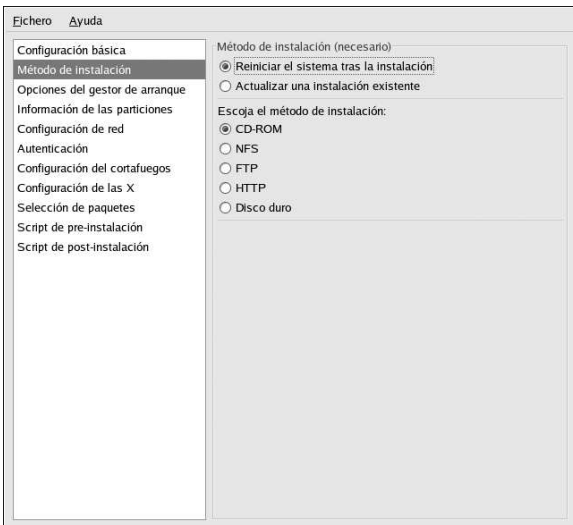 Fichero Ayuda
Configuración básica
Método de instalación
Opciones del gestor de arranque
Información de las particiones
Configuración de red
Autenticación
Configuración del cortafuegos
Configuración de las X
Selección de paquetes
Script de pre-instalación
Script de post-instalación
Método de instalación (necesario)
Reiniciar el sistema tras la instalación
Actualizar una instalación existente
Escoja el método de instalación:
CD-ROM
NFS
FTP
HTTP
Disco duro